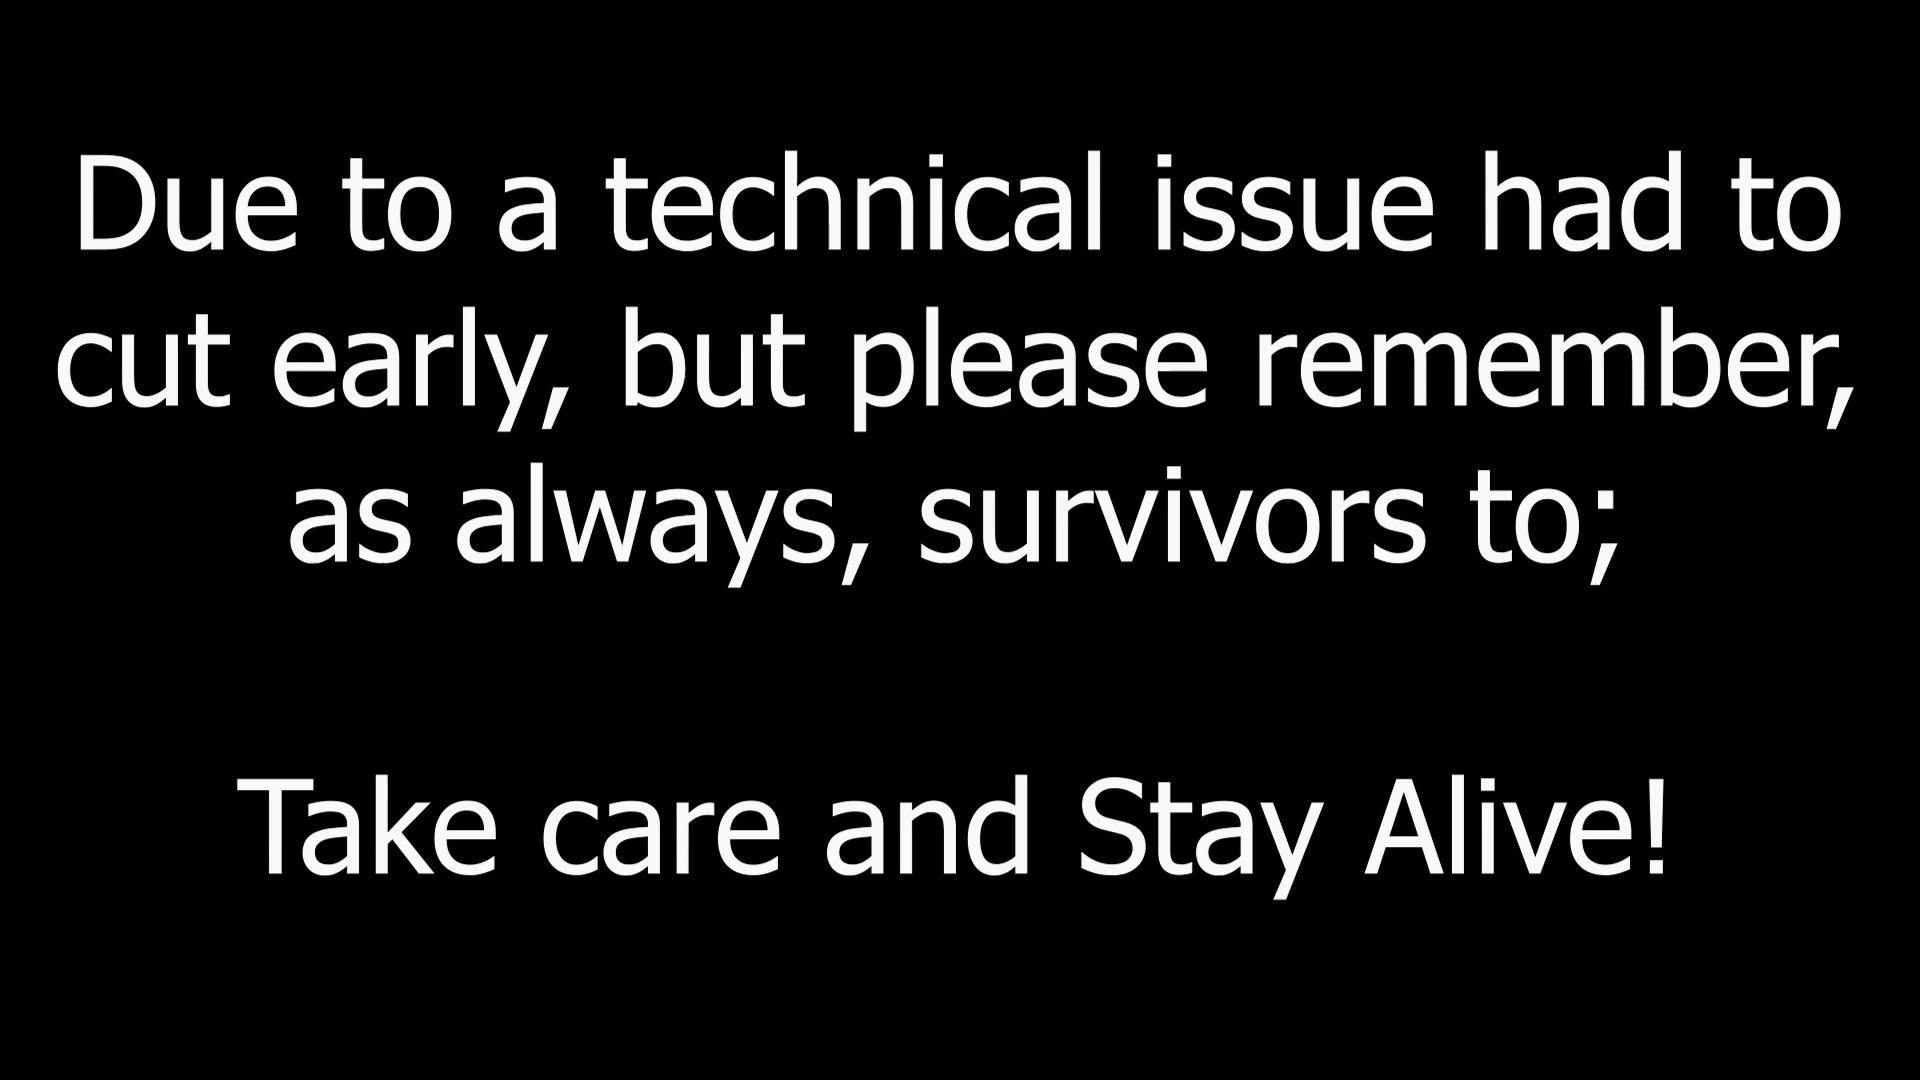 Due to a technical issue had to
cut early, but please remember,
as always, survivors to;
Take care and Stay Alive!